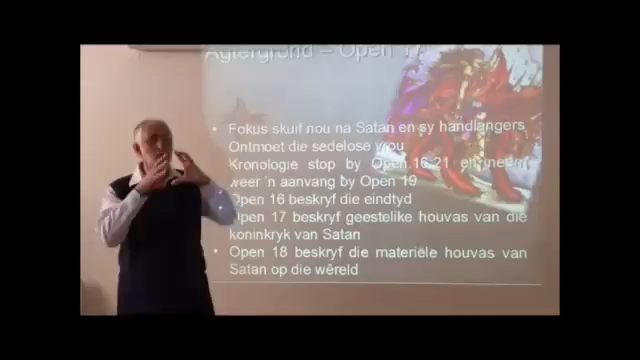 Agtergrond – Open 17
• Fokus skuif nou na Satan en sy handlangers
Ontmoet die sedelose vrou
Kronologie stop by Open 16:21 en neem
weer 'n aanvang by Open 19
Open 16 beskryf die eindtyd
Open 17 beskryf geestelike houvas van die
koninkryk van Satan
• Open 18 beskryf die materiële houvas van
Satan op die wêreld